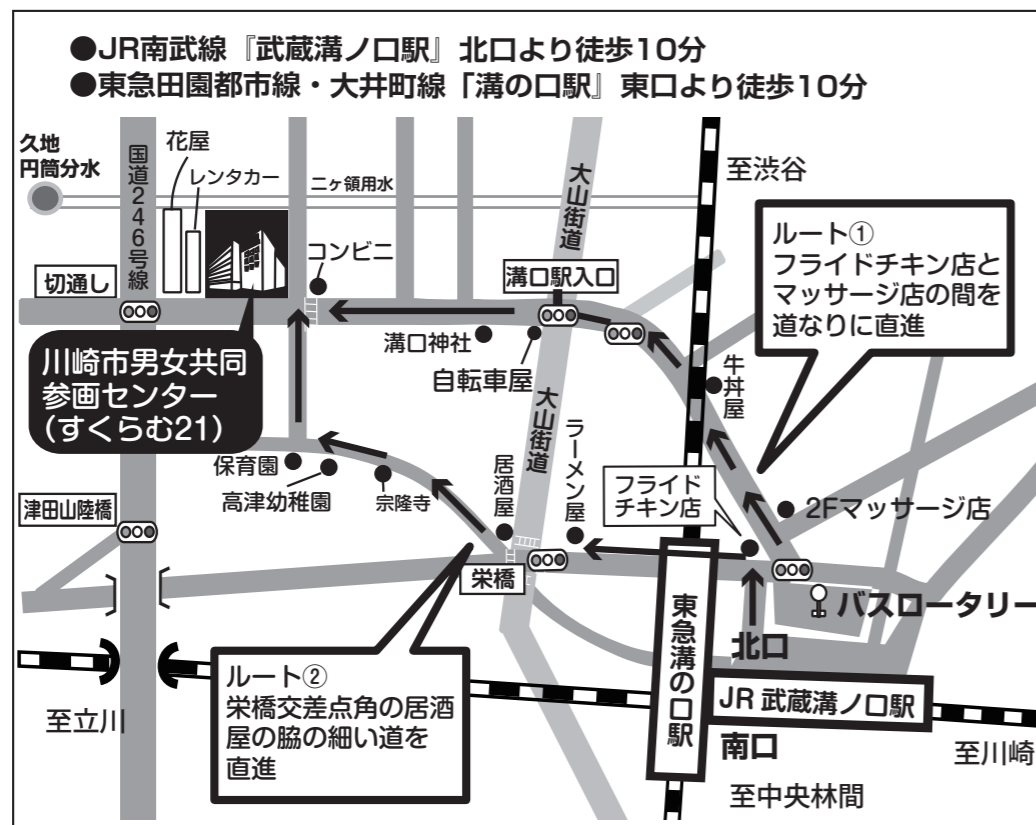 ●JR南武線『武蔵溝ノ口駅』北口より徒歩10分
●東急田園都市線・大井町線「溝の口駅』東口より徒歩10分
久地
円筒分水
国道246号線
花屋
レンタカー
二ヶ領用水
大山街道
至渋谷
コンビニ
切通し
溝口駅入口
ルート①
フライドチキン店と
マッサージ店の間を
道なりに直進
川崎市男女共同
参画センター
(すくらむ21)
溝口神社
自転車屋
牛丼屋
大山街道
ラーメン屋
居酒屋
保育園
高津幼稚園
宗隆寺
フライド
チキン店
2Fマッサージ店
津田山陸橋
栄橋
バスロータリー
北口
東急溝の口駅
JR 武蔵溝ノ口駅
南口
ルート②
栄橋交差点角の居酒
屋の脇の細い道を
直進
至立川
至川崎
至中央林間